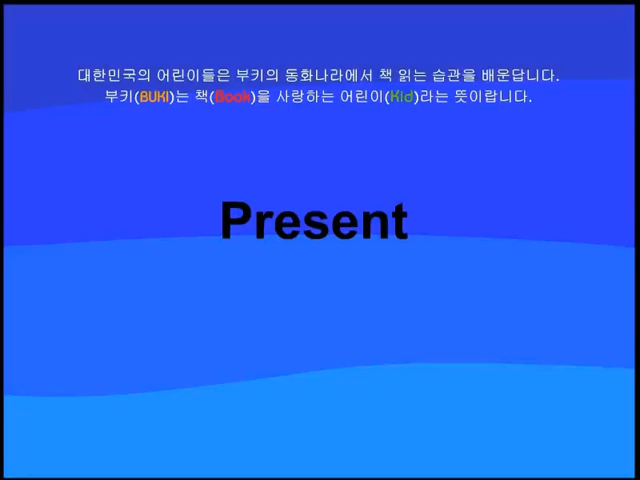 대한민국의 어린이들은 부키의 동화나라에서 책 읽는 습관을 배운답니다.
부키(BUKI)는 책(Book)을 사랑하는 어린이(Kid)라는 뜻이랍니다.
Present